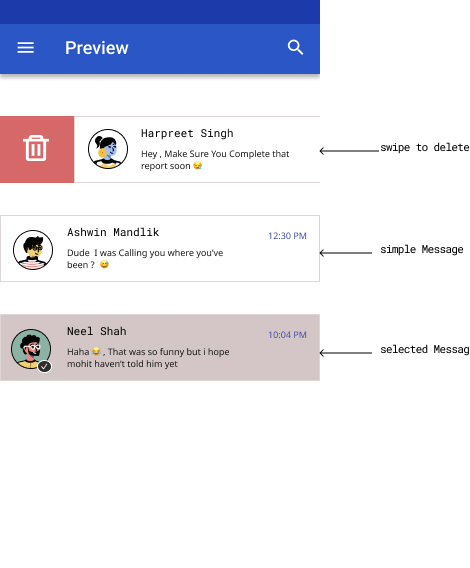 Preview
Harpreet Singh
Hey , Make Sure You Complete that
report soon 😪
swipe to delete
Ashwin Mandlik
12:30 PM
Dude  I was Calling you where you've
been ? 😅
simple Message
Neel Shah
10:04 PM
Haha 😂 , That was so funny but i hope
mohit haven't told him yet
selected Messag